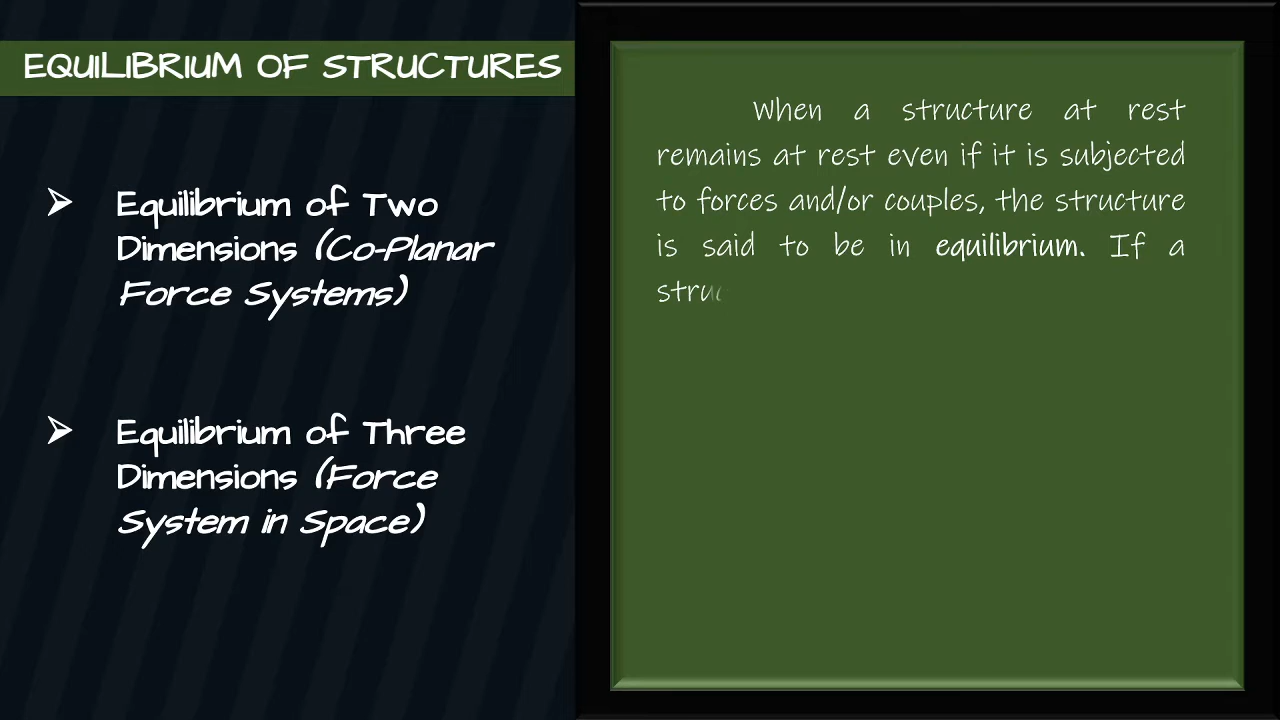 EQUILIBRIUM OF STRUCTURES
Equilibrium of Two
Dimensions (Co-Planar
Force Systems)
Equilibrium of Three
Dimensions (Force
System in Space)
When a structure at rest
remains at rest even if it is subjected
to forces and/or couples, the structure
is said to be in equilibrium. If a
struc